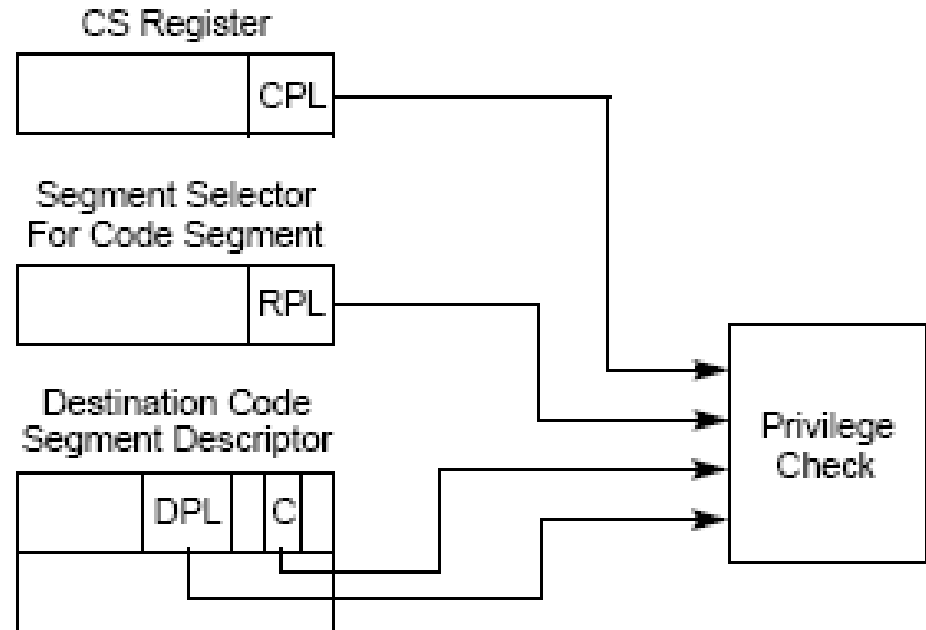 CS Register
CPL
Segment Selector
For Code Segment
RPL
Destination Code
Segment Descriptor
DPL
C
Privilege
Check